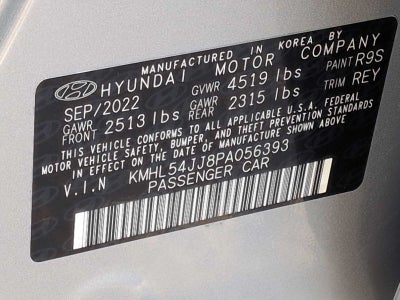 MANUFACTURED IN KOREA BY
HYUNDAI MOTOR COMPANY
SEP/2022 GVWR 4519 lbs PAINT R9S
GAWR FRONT 2513 lbs GAWR REAR 2315 lbs TRIM REY
THIS VEHICLE CONFORMS TO ALL APPLICABLE U.S.A. FEDERAL
MOTOR VEHICLE SAFETY, BUMPER, AND THEFT PREVENTION STANDARDS
IN EFFECT ON THE DATE OF MANUFACTURE SHOWN ABOVE.
V.I.N KMHL54JJ8PA056393
PASSENGER CAR